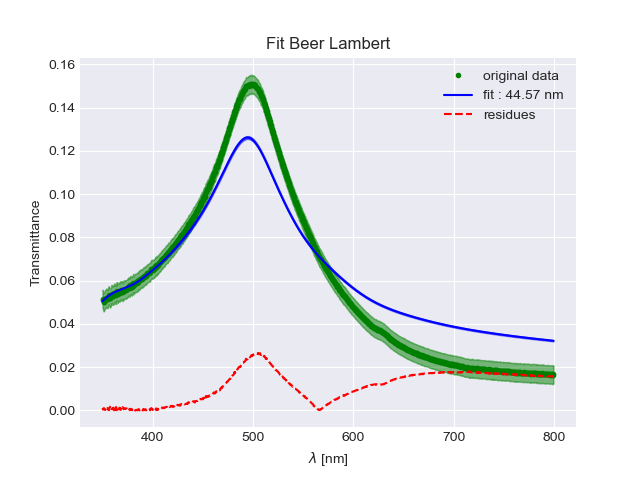 Fit Beer Lambert
0.16
0.14
0.12
0.10
0.08
0.06
0.04
0.02
0.00
Transmittance
original data
fit : 44.57 nm
residues
400 500 600 700 800
λ [nm]